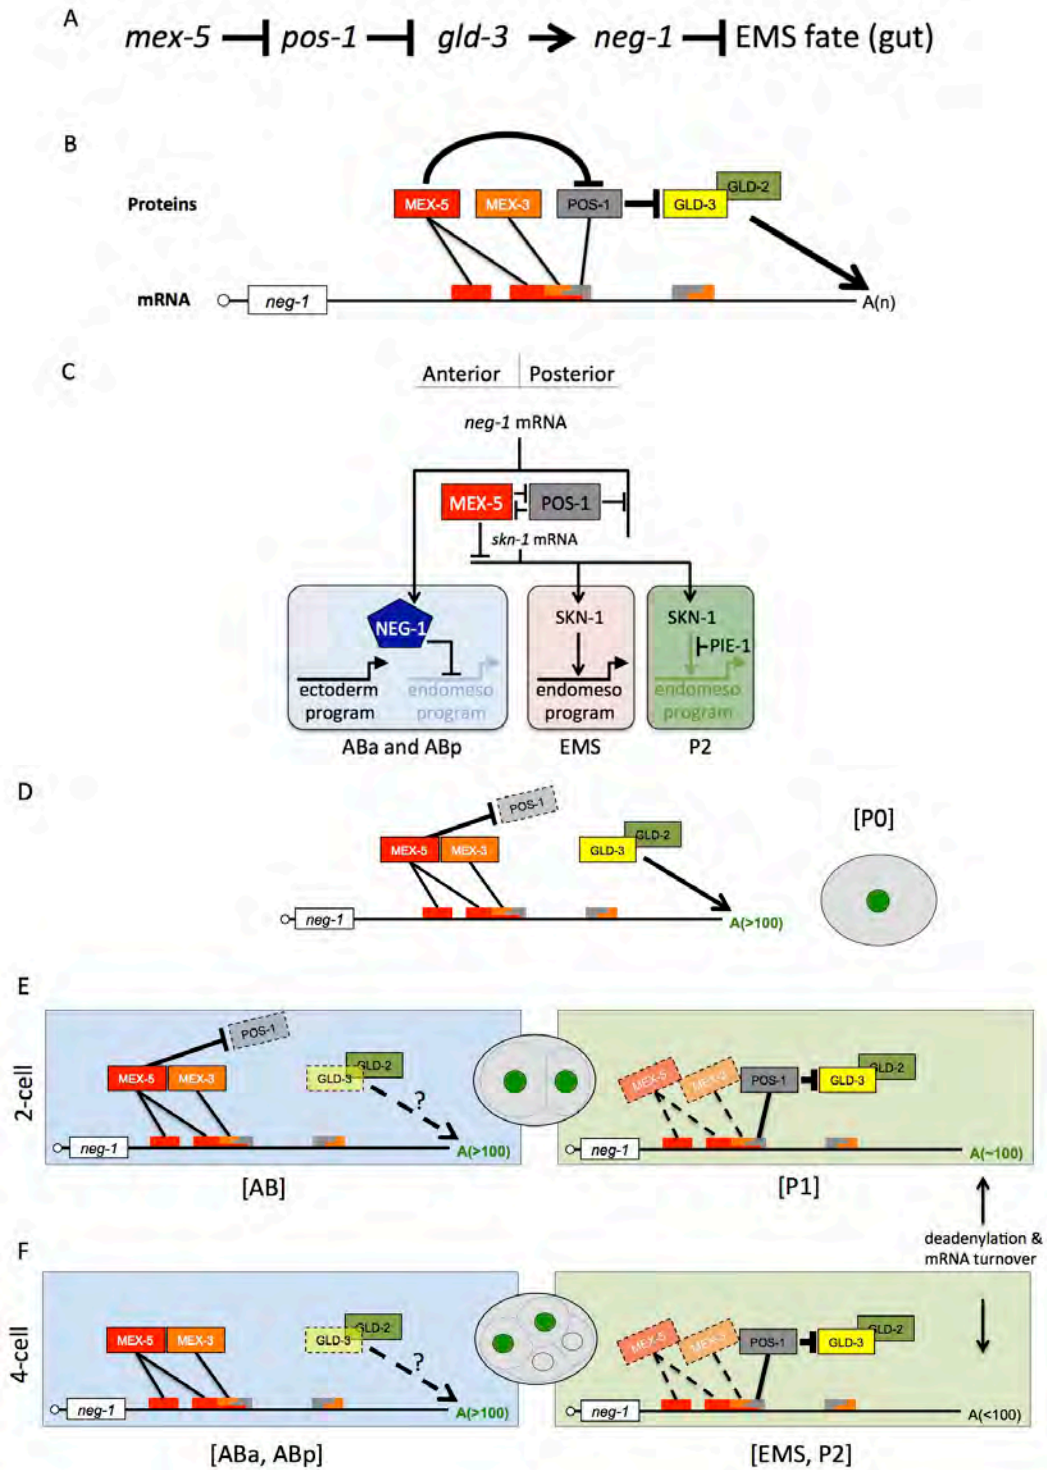 A
mex-5 pos-1 gld-3 neg-1 EMS fate (gut)
B
Proteins
MEX-5 MEX-3 POS-1 GLD-3 GLD-2
mRNA
neg-1
A(n)
C
Anterior Posterior
neg-1 mRNA
MEX-5 POS-1
skn-1 mRNA
NEG-1
SKN-1 SKN-1
PIE-1
ectoderm endomeso endomeso endomeso
program program program program
ABa and ABp EMS P2
D
POS-1
[P0]
MEX-5 MEX-3 GLD-3 GLD-2
neg-1
A(>100)
E
2-cell
POS-1
MEX-5 MEX-3 GLD-3 GLD-2
?
neg-1
A(>100)
[AB]
MEX-5 MEX-3 POS-1 GLD-3 GLD-2
neg-1
A(~100)
[P1]
deadenylation &
mRNA turnover
F
4-cell
MEX-5 MEX-3 GLD-3 GLD-2
?
neg-1
A(>100)
[ABa, ABp]
MEX-5 MEX-3 POS-1 GLD-3 GLD-2
neg-1
A(<100)
[EMS, P2]